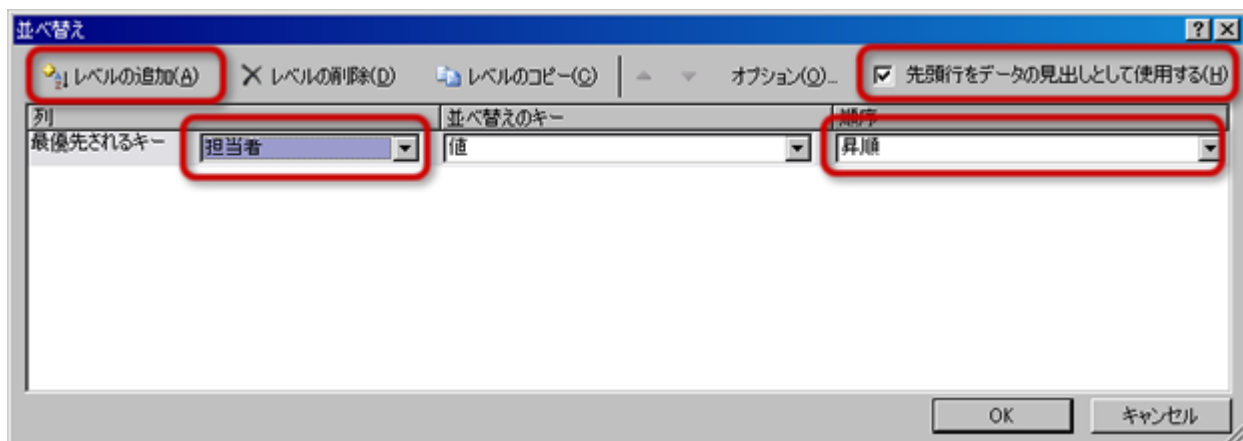 並べ替え
レベルの追加(A) レベルの削除(D) レベルのコピー(C) オプション(O)... 先頭行をデータの見出しとして使用する(H)
列 並べ替えのキー 順序
最優先されるキー 担当者 値 昇順
OK キャンセル